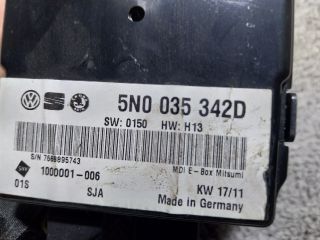 5N0 035 342D
SW: 0150 HW: H13
S/N 7668895743
MDI E-Box Mitsumi
1000001-006
01S SJA
KW 17/11
Made in Germany